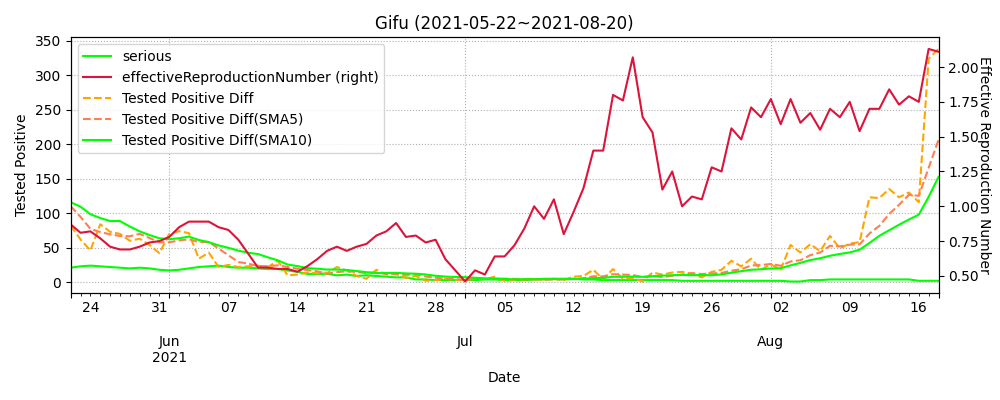 Gifu (2021-05-22~2021-08-20)
serious
effectiveReproductionNumber (right)
Tested Positive Diff
Tested Positive Diff(SMA5)
Tested Positive Diff(SMA10)
Tested Positive
350
300
250
200
150
100
50
0
2.00
1.75
1.50
1.25
1.00
0.75
0.50
Effective Reproduction Number
24 31 07 14 21 28 05 12 19 26 02 09 16
Jun Jul Aug
2021
Date